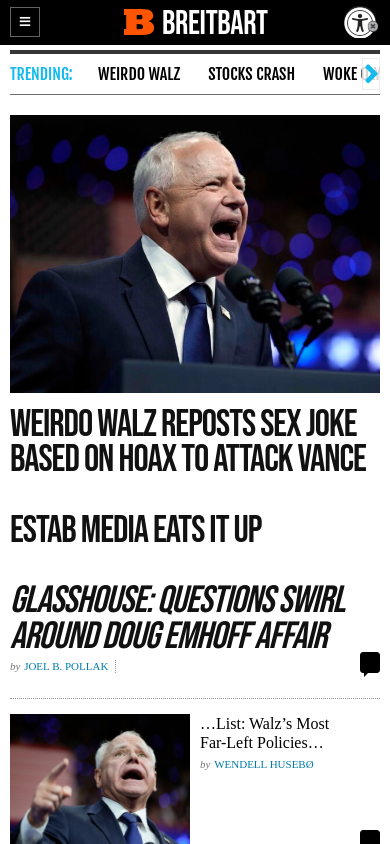 BREITBART
TRENDING: WEIRDO WALZ STOCKS CRASH WOKE
WEIRDO WALZ REPOSTS SEX JOKE
BASED ON HOAX TO ATTACK VANCE
ESTAB MEDIA EATS IT UP
GLASSHOUSE: QUESTIONS SWIRL
AROUND DOUG EMHOFF AFFAIR
by JOEL B. POLLAK
…List: Walz’s Most
Far-Left Policies…
by WENDELL HUSEBØ